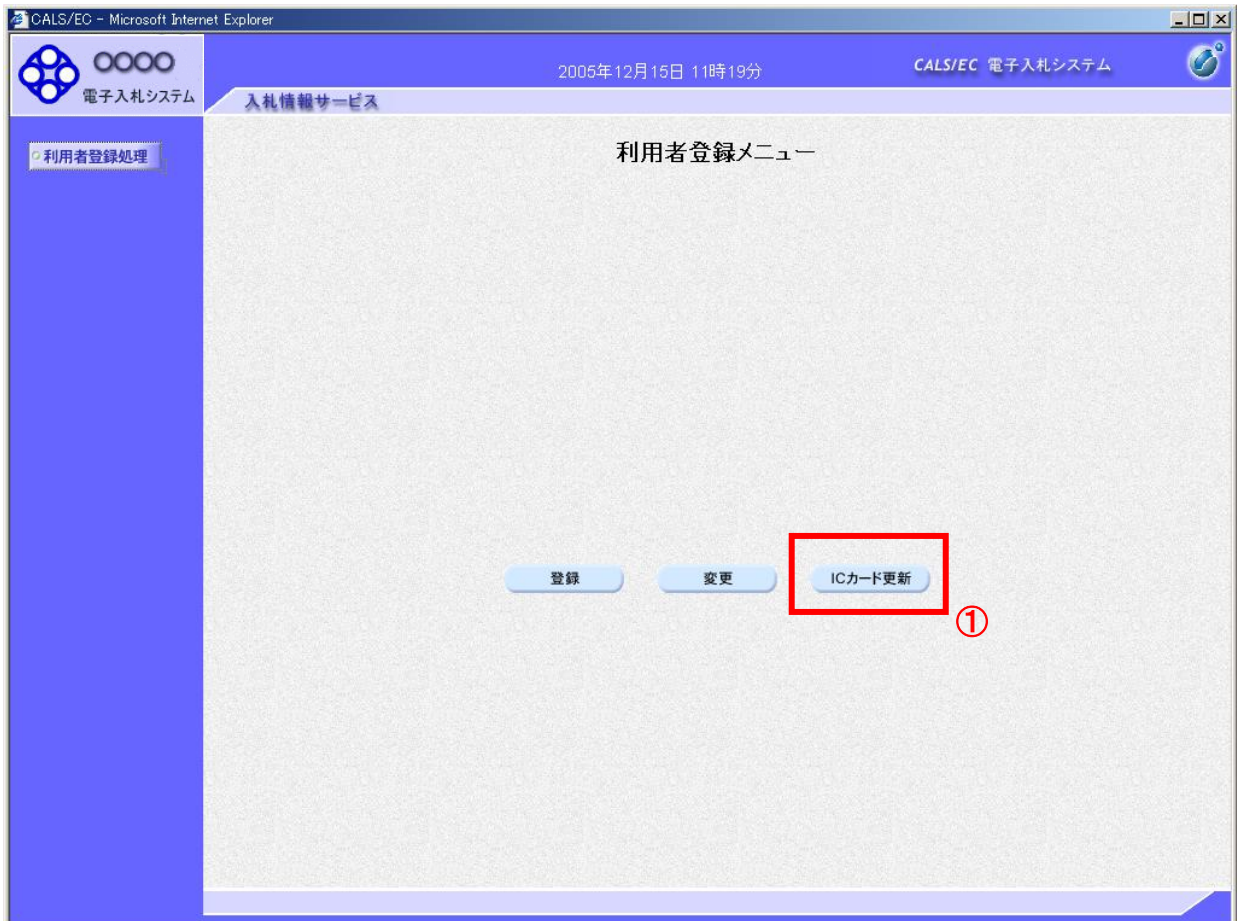 CALS/EC - Microsoft Internet Explorer
○○○○
電子入札システム
2005年12月15日 11時19分
CALS/EC 電子入札システム
入札情報サービス
利用者登録処理
利用者登録メニュー
登録
変更
ICカード更新
①